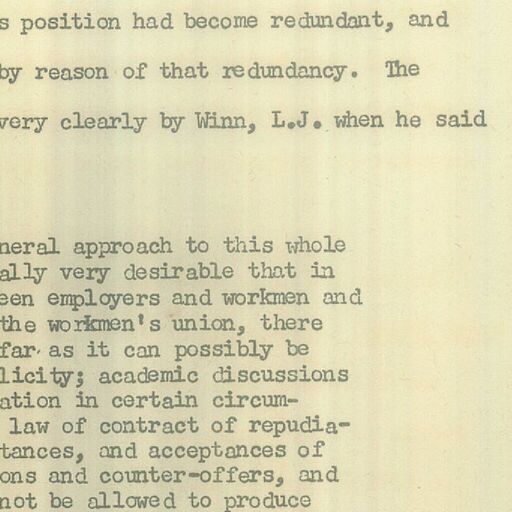 s position had become redundant, and
by reason of that redundancy. The
very clearly by Winn, L.J. when he said
neral approach to this whole
ally very desirable that in
een employers and workmen and
the workmen's union, there
far as it can possibly be
licity; academic discussions
ation in certain circum-
law of contract of repudia-
tances, and acceptances of
ons and counter-offers, and
not be allowed to produce